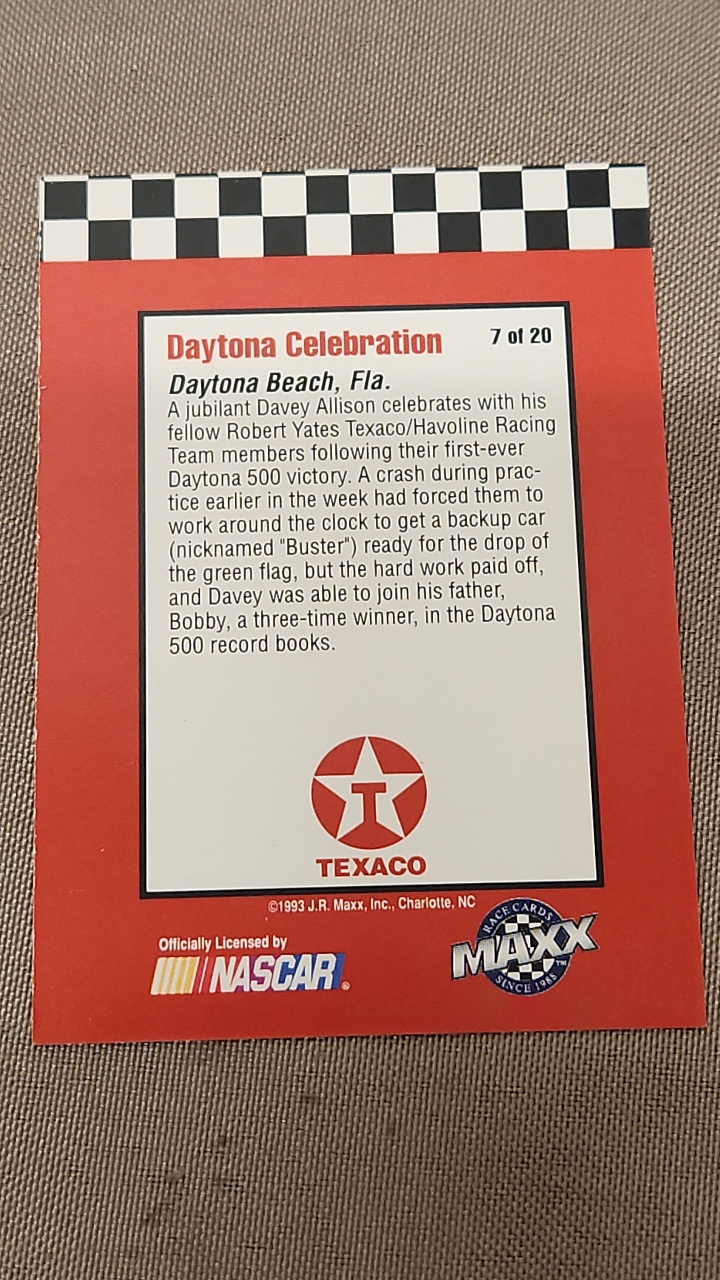 Daytona Celebration 7 of 20
Daytona Beach, Fla.
A jubilant Davey Allison celebrates with his
fellow Robert Yates Texaco/Havoline Racing
Team members following their first-ever
Daytona 500 victory. A crash during prac-
tice earlier in the week had forced them to
work around the clock to get a backup car
(nicknamed "Buster") ready for the drop of
the green flag, but the hard work paid off,
and Davey was able to join his father,
Bobby, a three-time winner, in the Daytona
500 record books.
T
TEXACO
©1993 J.R. Maxx, Inc., Charlotte, NC
Officially Licensed by
NASCAR®
RACE CARDS
MAXX™
SINCE 1988